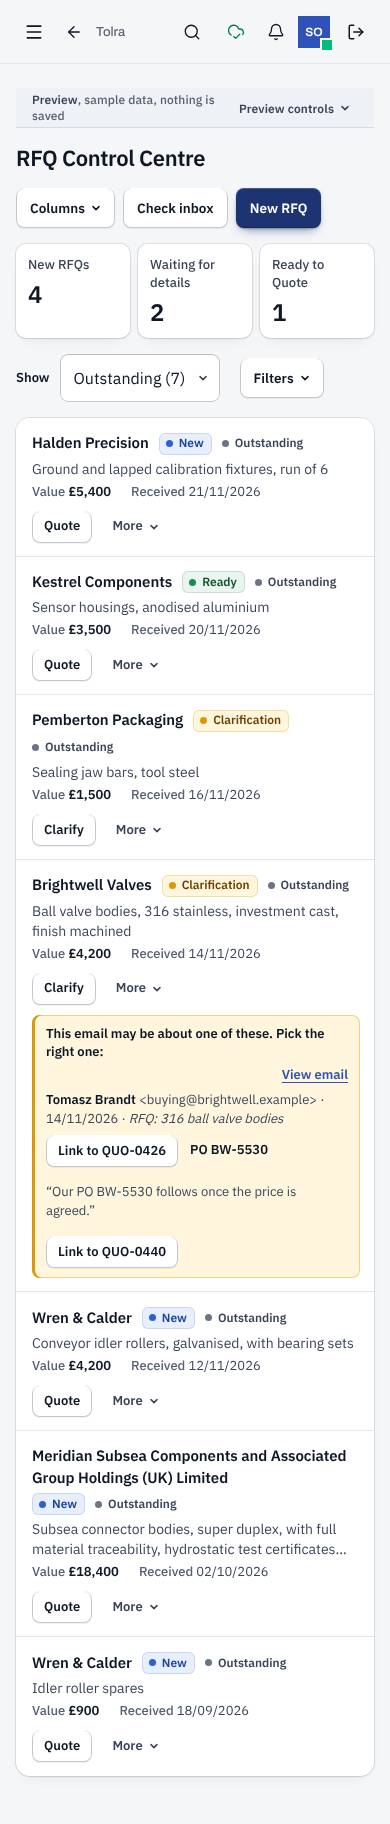 Tolra
SO
Preview, sample data, nothing is
saved
Preview controls
RFQ Control Centre
Columns
Check inbox
New RFQ
New RFQs
4
Waiting for
details
2
Ready to
Quote
1
Show
Outstanding (7)
Filters
Halden Precision New Outstanding
Ground and lapped calibration fixtures, run of 6
Value £5,400 Received 21/11/2026
Quote More
Kestrel Components Ready Outstanding
Sensor housings, anodised aluminium
Value £3,500 Received 20/11/2026
Quote More
Pemberton Packaging Clarification
Outstanding
Sealing jaw bars, tool steel
Value £1,500 Received 16/11/2026
Clarify More
Brightwell Valves Clarification Outstanding
Ball valve bodies, 316 stainless, investment cast,
finish machined
Value £4,200 Received 14/11/2026
Clarify More
This email may be about one of these. Pick the
right one:
View email
Tomasz Brandt <buying@brightwell.example> ·
14/11/2026 · RFQ: 316 ball valve bodies
Link to QUO-0426 PO BW-5530
“Our PO BW-5530 follows once the price is
agreed.”
Link to QUO-0440
Wren & Calder New Outstanding
Conveyor idler rollers, galvanised, with bearing sets
Value £4,200 Received 12/11/2026
Quote More
Meridian Subsea Components and Associated
Group Holdings (UK) Limited
New Outstanding
Subsea connector bodies, super duplex, with full
material traceability, hydrostatic test certificates...
Value £18,400 Received 02/10/2026
Quote More
Wren & Calder New Outstanding
Idler roller spares
Value £900 Received 18/09/2026
Quote More